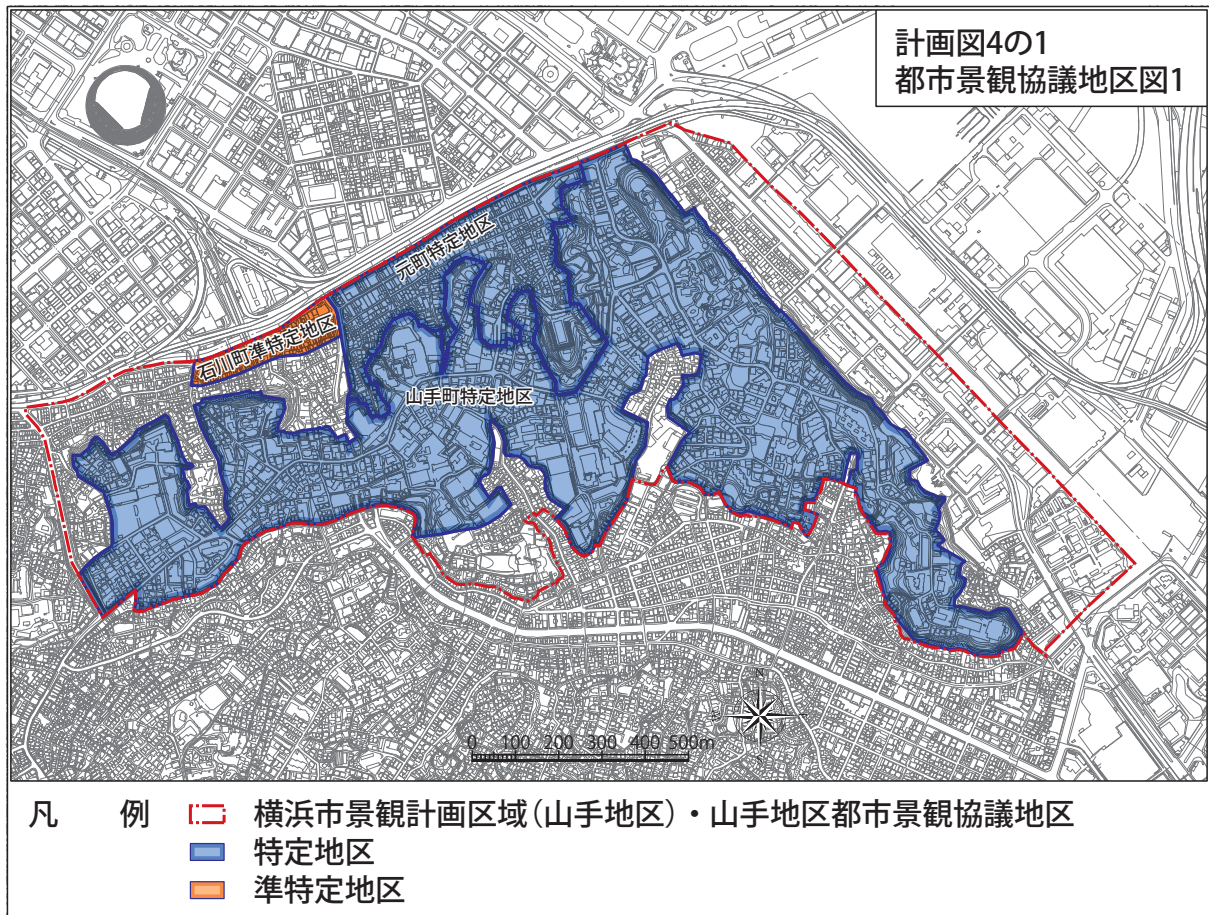 計画図4の1
都市景観協議地区図1
元町特定地区
石川町準特定地区
山手町特定地区
N
0 100 200 300 400 500m
凡 例
横浜市景観計画区域(山手地区)・山手地区都市景観協議地区
特定地区
準特定地区